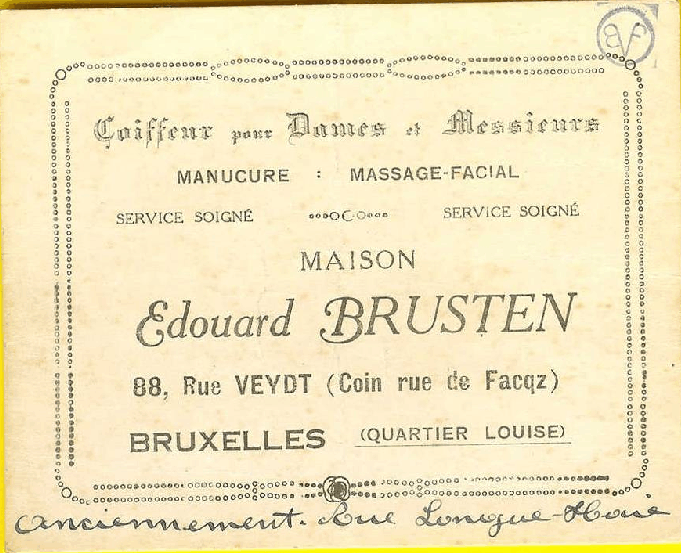 Coiffeur pour Dames et Messieurs
MANUCURE : MASSAGE-FACIAL
SERVICE SOIGNÉ SERVICE SOIGNÉ
MAISON
Edouard BRUSTEN
88, Rue VEYDT (Coin rue de Facqz)
BRUXELLES (QUARTIER LOUISE)
Anciennement. Rue Longue-Haie